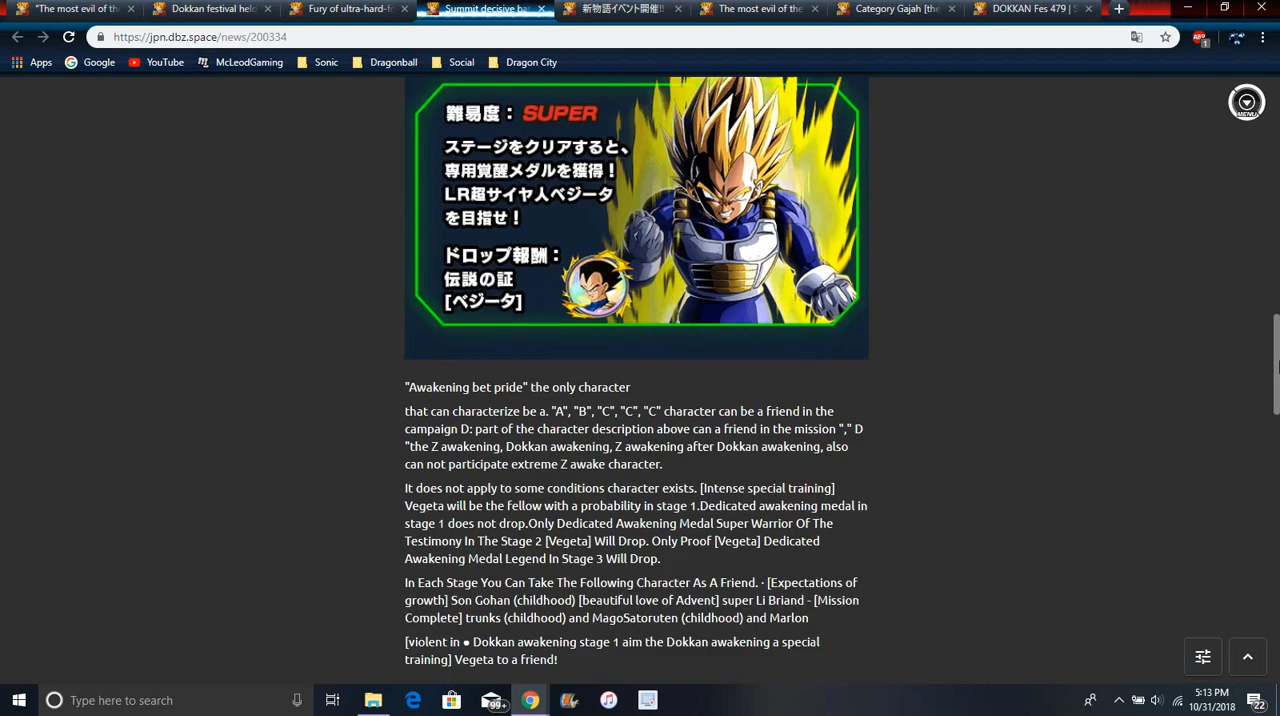 "The most evil of the
Dokkan festival held
Fury of ultra-hard-f
Summit decisive bat
新物語イベント開催!!
The most evil of the
Category Gajah [the
DOKKAN Fes 479 | S
https://jpn.dbz.space/news/200334
ABP
1
Apps
Google
YouTube
McLeodGaming
Sonic
Dragonball
Social
Dragon City
MENU
難易度：SUPER
ステージをクリアすると、
専用覚醒メダルを獲得！
LR超サイヤ人ベジータ
を目指せ！
ドロップ報酬：
伝説の証
[ベジータ]
"Awakening bet pride" the only character
that can characterize be a. "A", "B", "C", "C", "C" character can be a friend in the
campaign D: part of the character description above can a friend in the mission "," D
"the Z awakening, Dokkan awakening, Z awakening after Dokkan awakening, also
can not participate extreme Z awake character.
It does not apply to some conditions character exists. [Intense special training]
Vegeta will be the fellow with a probability in stage 1.Dedicated awakening medal in
stage 1 does not drop.Only Dedicated Awakening Medal Super Warrior Of The
Testimony In The Stage 2 [Vegeta] Will Drop. Only Proof [Vegeta] Dedicated
Awakening Medal Legend In Stage 3 Will Drop.
In Each Stage You Can Take The Following Character As A Friend. · [Expectations of
growth] Son Gohan (childhood) [beautiful love of Advent] super Li Briand - [Mission
Complete] trunks (childhood) and MagoSatoruten (childhood) and Marlon
[violent in ● Dokkan awakening stage 1 aim the Dokkan awakening a special
training] Vegeta to a friend!
Type here to search
99+
3:13 PM
10/31/2018
22